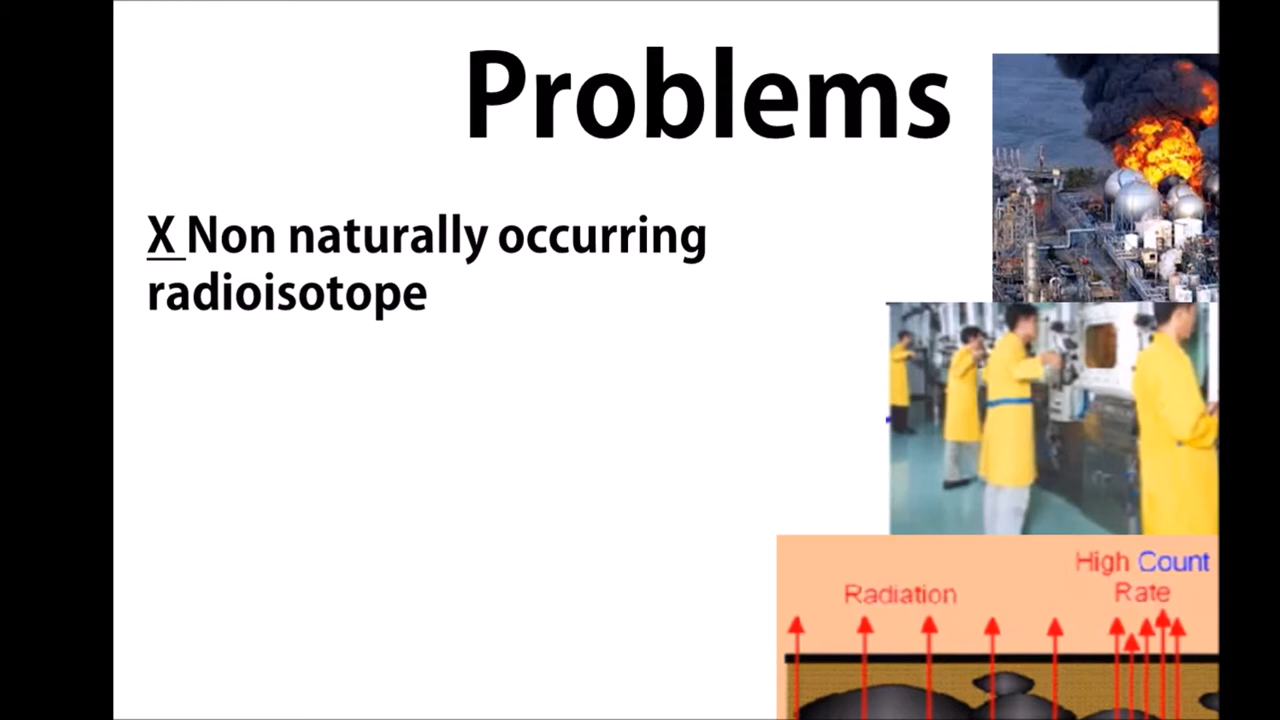 Problems
X Non naturally occurring
radioisotope
High Count
Rate
Radiation